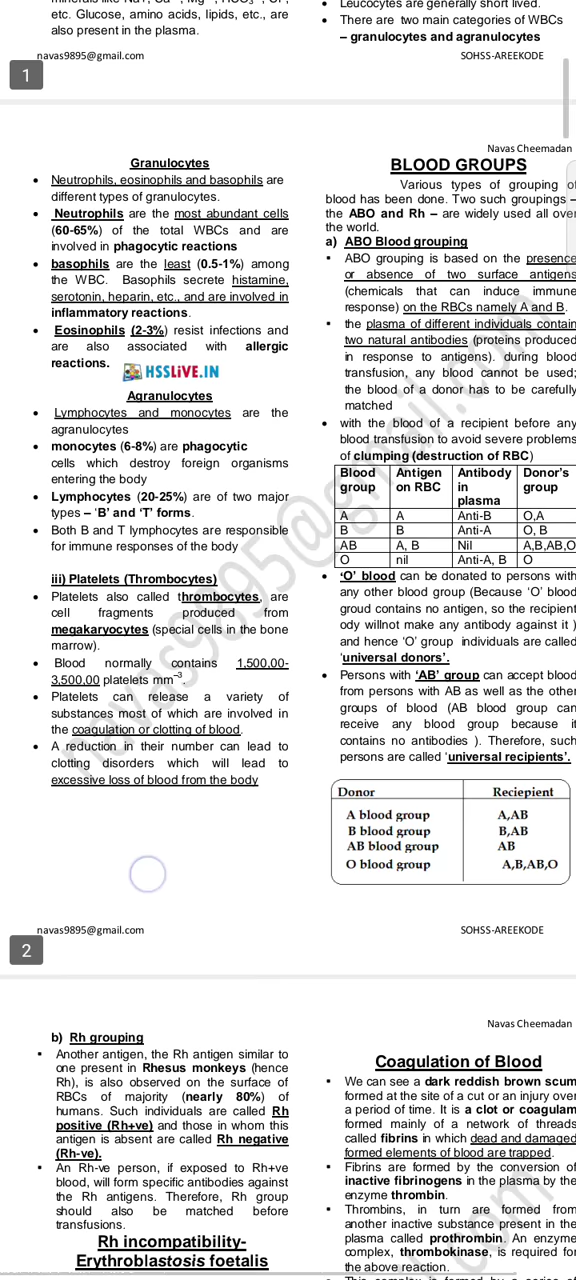 minerals like Na+, Ca++, Mg++, HCO3–, Cl–,
etc. Glucose, amino acids, lipids, etc., are
also present in the plasma.
• Leucocytes are generally short lived.
• There are two main categories of WBCs
– granulocytes and agranulocytes
navas9895@gmail.com
SOHSS-AREEKODE
1
Navas Cheemadan
Granulocytes
• Neutrophils, eosinophils and basophils are
different types of granulocytes.
• Neutrophils are the most abundant cells
(60-65%) of the total WBCs and are
involved in phagocytic reactions
• basophils are the least (0.5-1%) among
the WBC. Basophils secrete histamine,
serotonin, heparin, etc., and are involved in
inflammatory reactions.
• Eosinophils (2-3%) resist infections and
are also associated with allergic
reactions.
HSSLiVE.IN
Agranulocytes
• Lymphocytes and monocytes are the
agranulocytes
• monocytes (6-8%) are phagocytic
cells which destroy foreign organisms
entering the body
• Lymphocytes (20-25%) are of two major
types – ‘B’ and ‘T’ forms.
• Both B and T lymphocytes are responsible
for immune responses of the body
iii) Platelets (Thrombocytes)
• Platelets also called thrombocytes, are
cell fragments produced from
megakaryocytes (special cells in the bone
marrow).
• Blood normally contains 1,500,00-
3,500,00 platelets mm–3.
• Platelets can release a variety of
substances most of which are involved in
the coagulation or clotting of blood.
• A reduction in their number can lead to
clotting disorders which will lead to
excessive loss of blood from the body
BLOOD GROUPS
Various types of grouping of
blood has been done. Two such groupings –
the ABO and Rh – are widely used all over
the world.
a) ABO Blood grouping
▪ ABO grouping is based on the presence
or absence of two surface antigens
(chemicals that can induce immune
response) on the RBCs namely A and B.
▪ the plasma of different individuals contain
two natural antibodies (proteins produced
in response to antigens). during blood
transfusion, any blood cannot be used;
the blood of a donor has to be carefully
matched
• with the blood of a recipient before any
blood transfusion to avoid severe problems
of clumping (destruction of RBC)
Blood group Antigen on RBC Antibody in plasma Donor's group
A A Anti-B O,A
B B Anti-A O, B
AB A, B Nil A,B,AB,O
O nil Anti-A, B O
• ‘O’ blood can be donated to persons with
any other blood group (Because ‘O’ blood
groud contains no antigen, so the recipient
ody willnot make any antibody against it )
and hence ‘O’ group individuals are called
‘universal donors’.
• Persons with ‘AB’ group can accept blood
from persons with AB as well as the other
groups of blood (AB blood group can
receive any blood group because it
contains no antibodies ). Therefore, such
persons are called ‘universal recipients’.
Donor Reciepient
A blood group A,AB
B blood group B,AB
AB blood group AB
O blood group A,B,AB,O
navas9895@gmail.com
navas9895@gmail.com
SOHSS-AREEKODE
2
Navas Cheemadan
b) Rh grouping
▪ Another antigen, the Rh antigen similar to
one present in Rhesus monkeys (hence
Rh), is also observed on the surface of
RBCs of majority (nearly 80%) of
humans. Such individuals are called Rh
positive (Rh+ve) and those in whom this
antigen is absent are called Rh negative
(Rh-ve).
▪ An Rh-ve person, if exposed to Rh+ve
blood, will form specific antibodies against
the Rh antigens. Therefore, Rh group
should also be matched before
transfusions.
Rh incompatibility-
Erythroblastosis foetalis
Coagulation of Blood
▪ We can see a dark reddish brown scum
formed at the site of a cut or an injury over
a period of time. It is a clot or coagulam
formed mainly of a network of threads
called fibrins in which dead and damaged
formed elements of blood are trapped.
▪ Fibrins are formed by the conversion of
inactive fibrinogens in the plasma by the
enzyme thrombin.
▪ Thrombins, in turn are formed from
another inactive substance present in the
plasma called prothrombin. An enzyme
complex, thrombokinase, is required for
the above reaction.
▪ This complex is formed by a series of